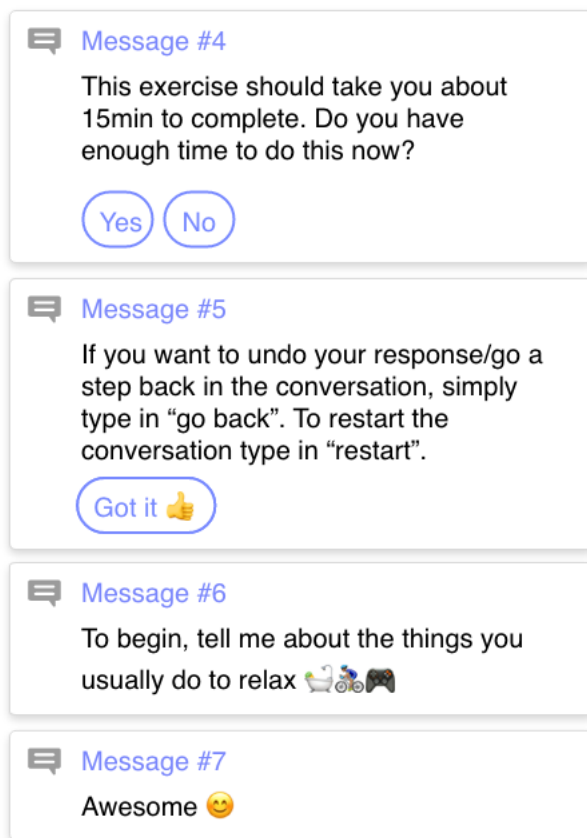 Message #4
This exercise should take you about
15min to complete. Do you have
enough time to do this now?
Yes No
Message #5
If you want to undo your response/go a
step back in the conversation, simply
type in “go back”. To restart the
conversation type in “restart”.
Got it 👍
Message #6
To begin, tell me about the things you
usually do to relax 🛀🚴🎮
Message #7
Awesome 😊